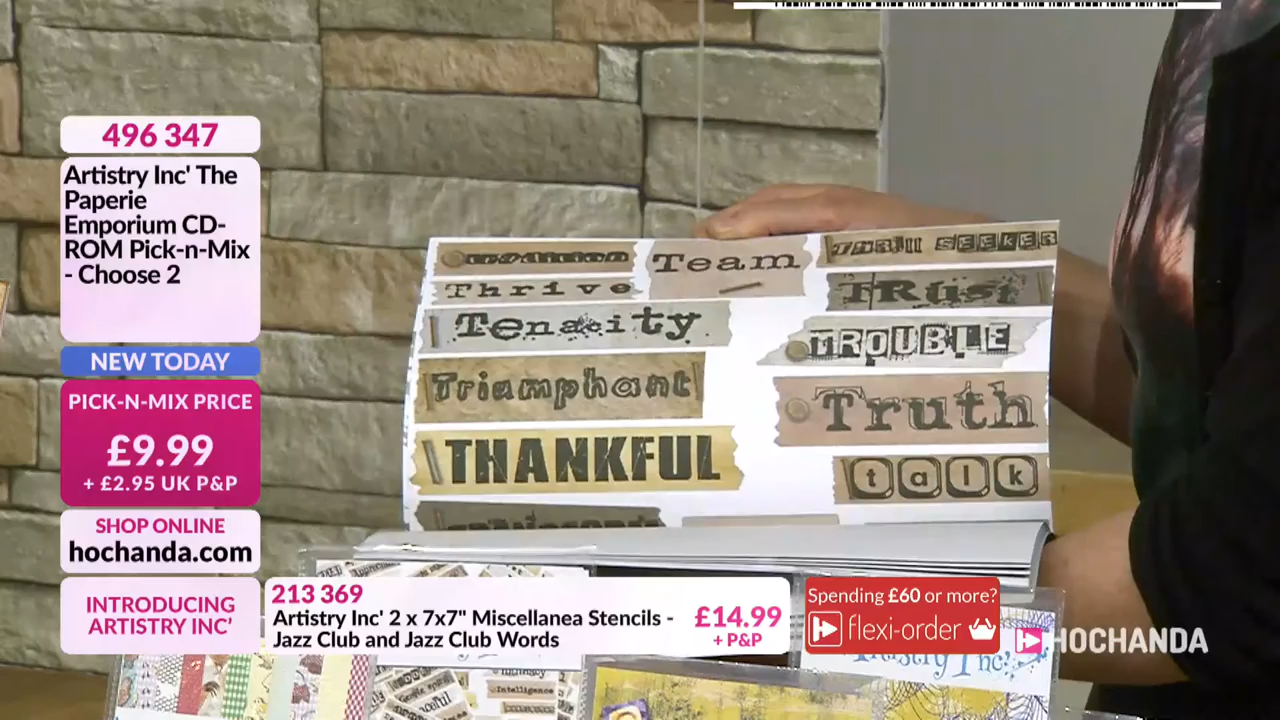 496 347
Artistry Inc' The
Paperie
Emporium CD-
ROM Pick-n-Mix
- Choose 2
NEW TODAY
PICK-N-MIX PRICE
£9.99
+ £2.95 UK P&P
SHOP ONLINE
hochanda.com
INTRODUCING
ARTISTRY INC'
Team
THRILL SEEKER
Thrive
TRust
Tenacity
TROUBLE
Triumphant
Truth
THANKFUL
talk
213 369
Artistry Inc' 2 x 7x7" Miscellanea Stencils -
Jazz Club and Jazz Club Words
£14.99
+ P&P
Spending £60 or more?
flexi-order
HOCHANDA
Artistry Inc'
Intelligence